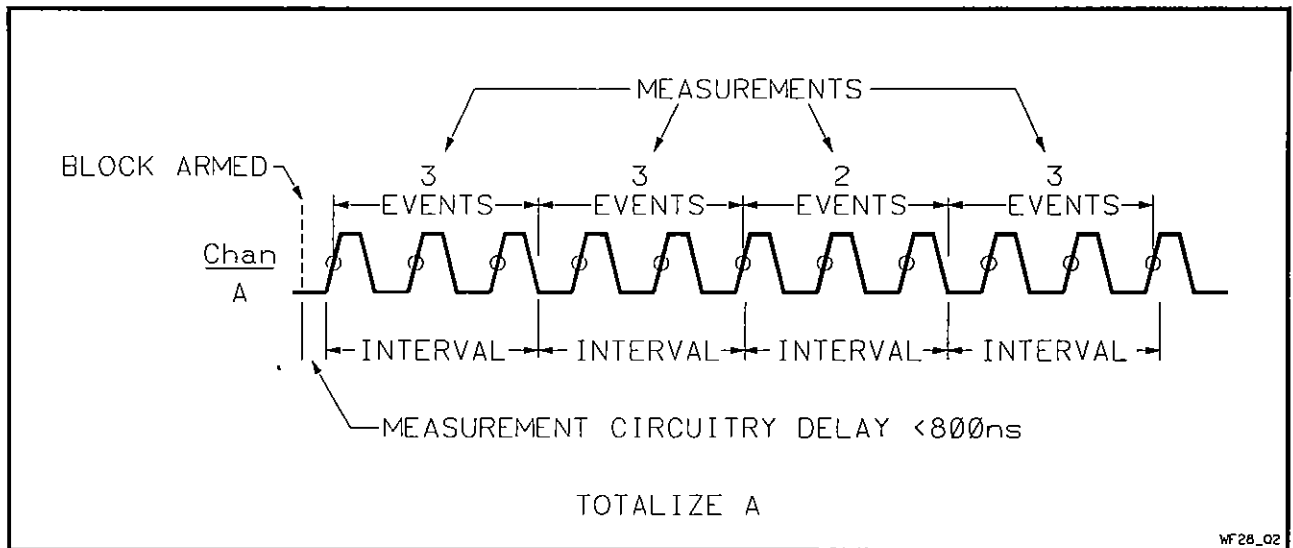 MEASUREMENTS
BLOCK ARMED
3 3 2 3
EVENTS EVENTS EVENTS EVENTS
Chan
A
INTERVAL INTERVAL INTERVAL INTERVAL
MEASUREMENT CIRCUITRY DELAY <800ns
TOTALIZE A
WF28_02